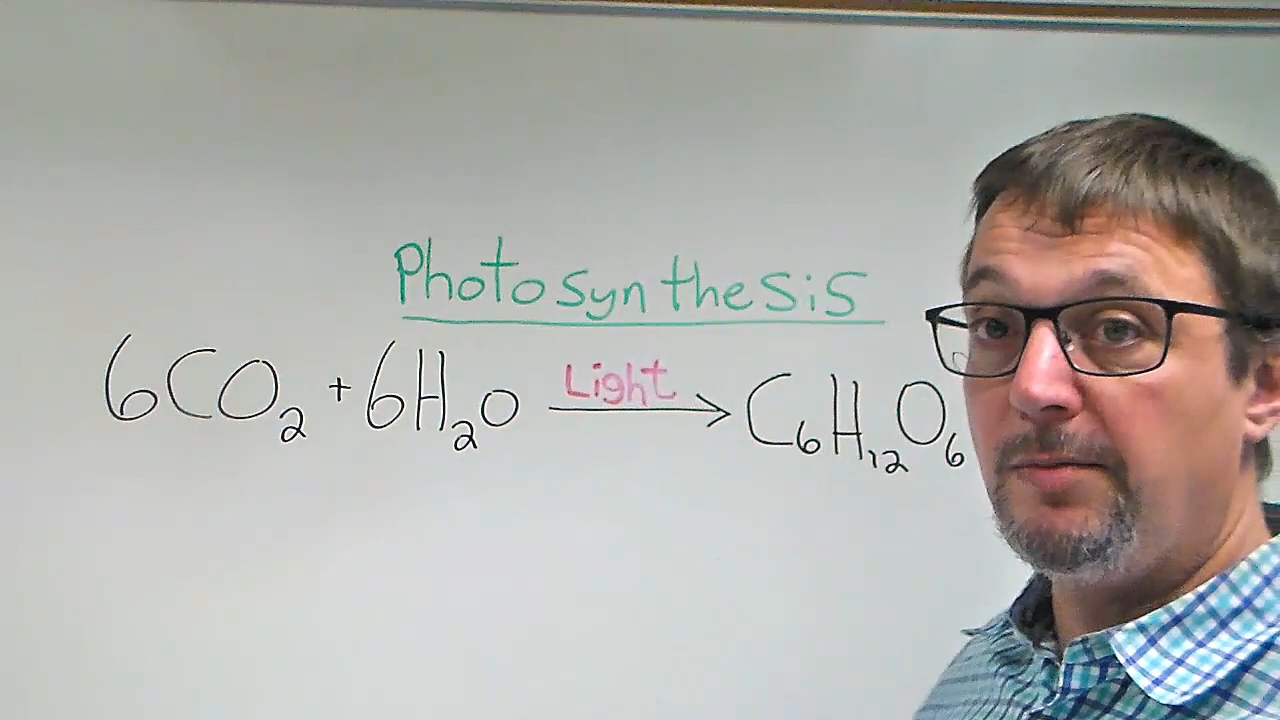 Photosynthesis
6CO₂ + 6H₂O Light → C₆H₁₂O₆